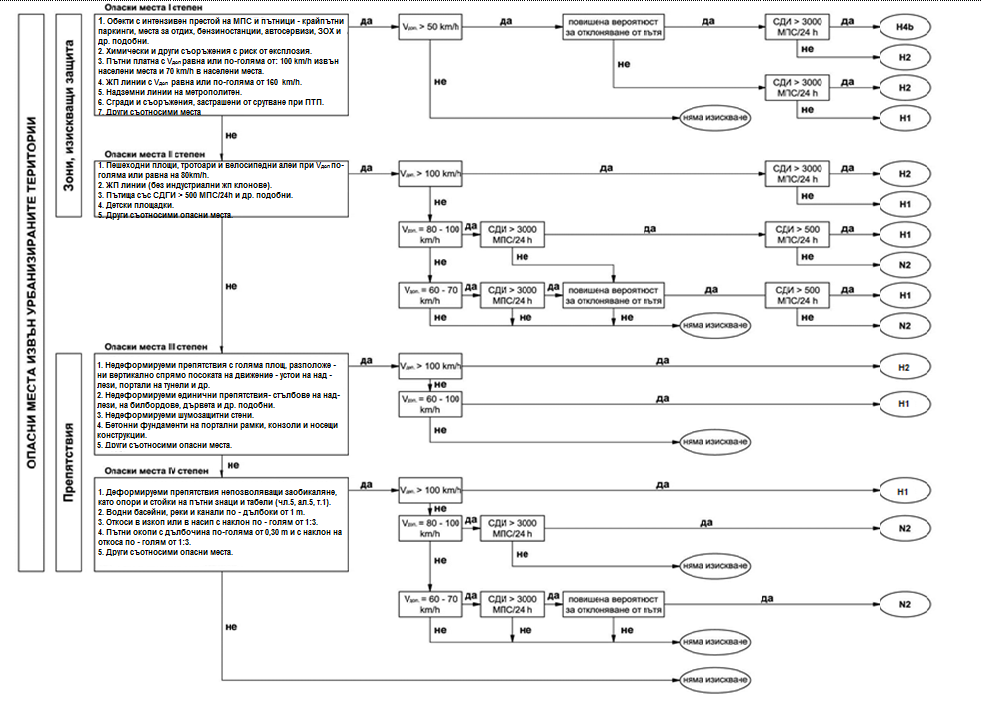 ОПАСНИ МЕСТА ИЗВЪН УРБАНИЗИРАНИТЕ ТЕРИТОРИИ
Зони, изискващи защита
Опасни места I степен
1. Обекти с интензивен престой на МПС и пътници - крайпътни
паркинги, места за отдих, бензиностанции, автосервизи, ЗОХ и
др. подобни.
2. Химически и други съоръжения с риск от експлозия.
3. Пътни платна с Vдоп равна или по-голяма от: 100 km/h извън
населени места и 70 km/h в населени места.
4. ЖП линии с Vдоп равна или по-голяма от 160 km/h.
5. Надземни линии на метрополитен.
6. Сгради и съоръжения, застрашени от срутване при ПТП.
7. Други съотносими места
да
Vдоп. > 50 km/h
да
повишена вероятност
за отклоняване от пътя
да
СДИ > 3000
МПС/24 h
да
H4b
не
H2
не
СДИ > 3000
МПС/24 h
да
H2
не
H1
не
няма изискване
не
Опасни места II степен
1. Пешеходни площи, тротоари и велосипедни алеи при Vдоп по-
голяма или равна на 80km/h.
2. ЖП линии (без индустриални жп клонове).
3. Пътища със СДГИ > 500 МПС/24h и др. подобни.
4. Детски площадки.
5. Други съотносими опасни места.
да
Vдоп. > 100 km/h
да
СДИ > 3000
МПС/24 h
да
H2
не
H1
не
Vдоп. = 80 - 100
km/h
да
СДИ > 3000
МПС/24 h
да
СДИ > 500
МПС/24 h
да
H1
не
N2
не
не
Vдоп. = 60 - 70
km/h
да
СДИ > 3000
МПС/24 h
да
повишена вероятност
за отклоняване от пътя
да
СДИ > 500
МПС/24 h
да
H1
не
N2
не
не
не
няма изискване
не
Препятствия
Опасни места III степен
1. Недеформируеми препятствия с голяма площ, разположе -
ни вертикално спрямо посоката на движение - устои на над -
лези, портали на тунели и др.
2. Недеформируеми единични препятствия- стълбове на над-
лези, на билбордове, дървета и др. подобни.
3. Недеформируеми шумозащитни стени.
4. Бетонни фундаменти на портални рамки, конзоли и носещи
конструкции.
5. Други съотносими опасни места.
да
Vдоп. > 100 km/h
да
H2
не
Vдоп. = 60 - 100
km/h
да
H1
не
няма изискване
не
Опасни места IV степен
1. Деформируеми препятствия непозволяващи заобикаляне,
като опори и стойки на пътни знаци и табели (чл.5, ал.5, т.1).
2. Водни басейни, реки и канали по - дълбоки от 1 m.
3. Откоси в изкоп или в насип с наклон по - голям от 1:3.
4. Пътни окопи с дълбочина по-голяма от 0,30 m и с наклон на
откоса по - голям от 1:3.
5. Други съотносими опасни места.
да
Vдоп. > 100 km/h
да
H1
не
Vдоп. = 80 - 100
km/h
да
СДИ > 3000
МПС/24 h
да
N2
не
няма изискване
не
Vдоп. = 60 - 70
km/h
да
СДИ > 3000
МПС/24 h
да
повишена вероятност
за отклоняване от пътя
да
N2
не
не
не
няма изискване
не
няма изискване